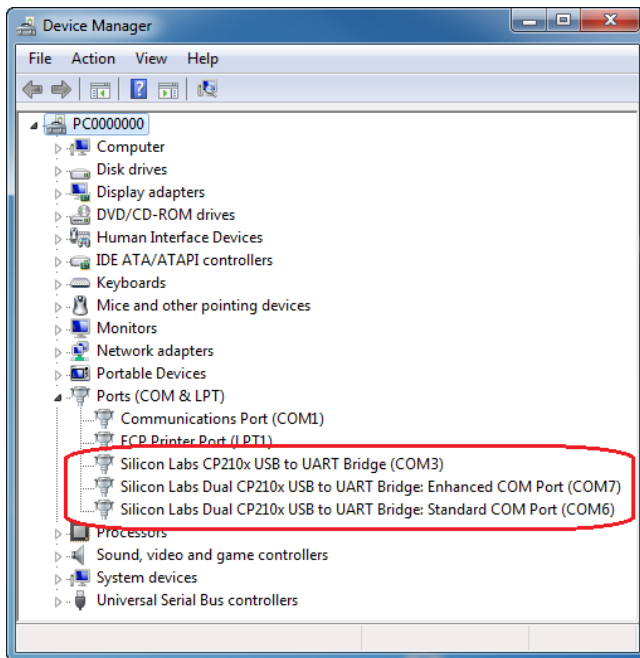 Device Manager
File Action View Help
PC0000000
Computer
Disk drives
Display adapters
DVD/CD-ROM drives
Human Interface Devices
IDE ATA/ATAPI controllers
Keyboards
Mice and other pointing devices
Monitors
Network adapters
Portable Devices
Ports (COM & LPT)
Communications Port (COM1)
ECP Printer Port (LPT1)
Silicon Labs CP210x USB to UART Bridge (COM3)
Silicon Labs Dual CP210x USB to UART Bridge: Enhanced COM Port (COM7)
Silicon Labs Dual CP210x USB to UART Bridge: Standard COM Port (COM6)
Processors
Sound, video and game controllers
System devices
Universal Serial Bus controllers